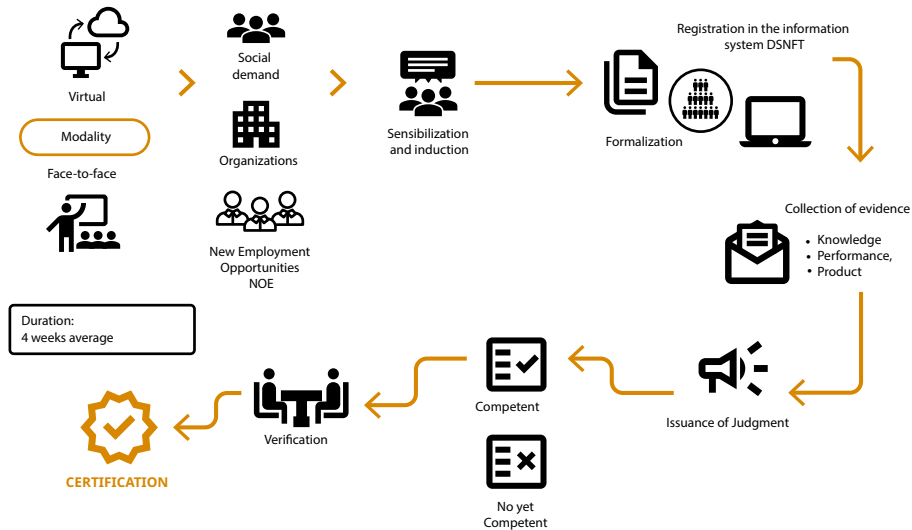 Virtual
Modality
Face-to-face
Social
demand
Organizations
New Employment
Opportunities
NOE
Sensibilization
and induction
Registration in the information
system DSNFT
Formalization
Collection of evidence
• Knowledge
• Performance,
• Product
Issuance of Judgment
Competent
No yet
Competent
Verification
CERTIFICATION
Duration:
4 weeks average